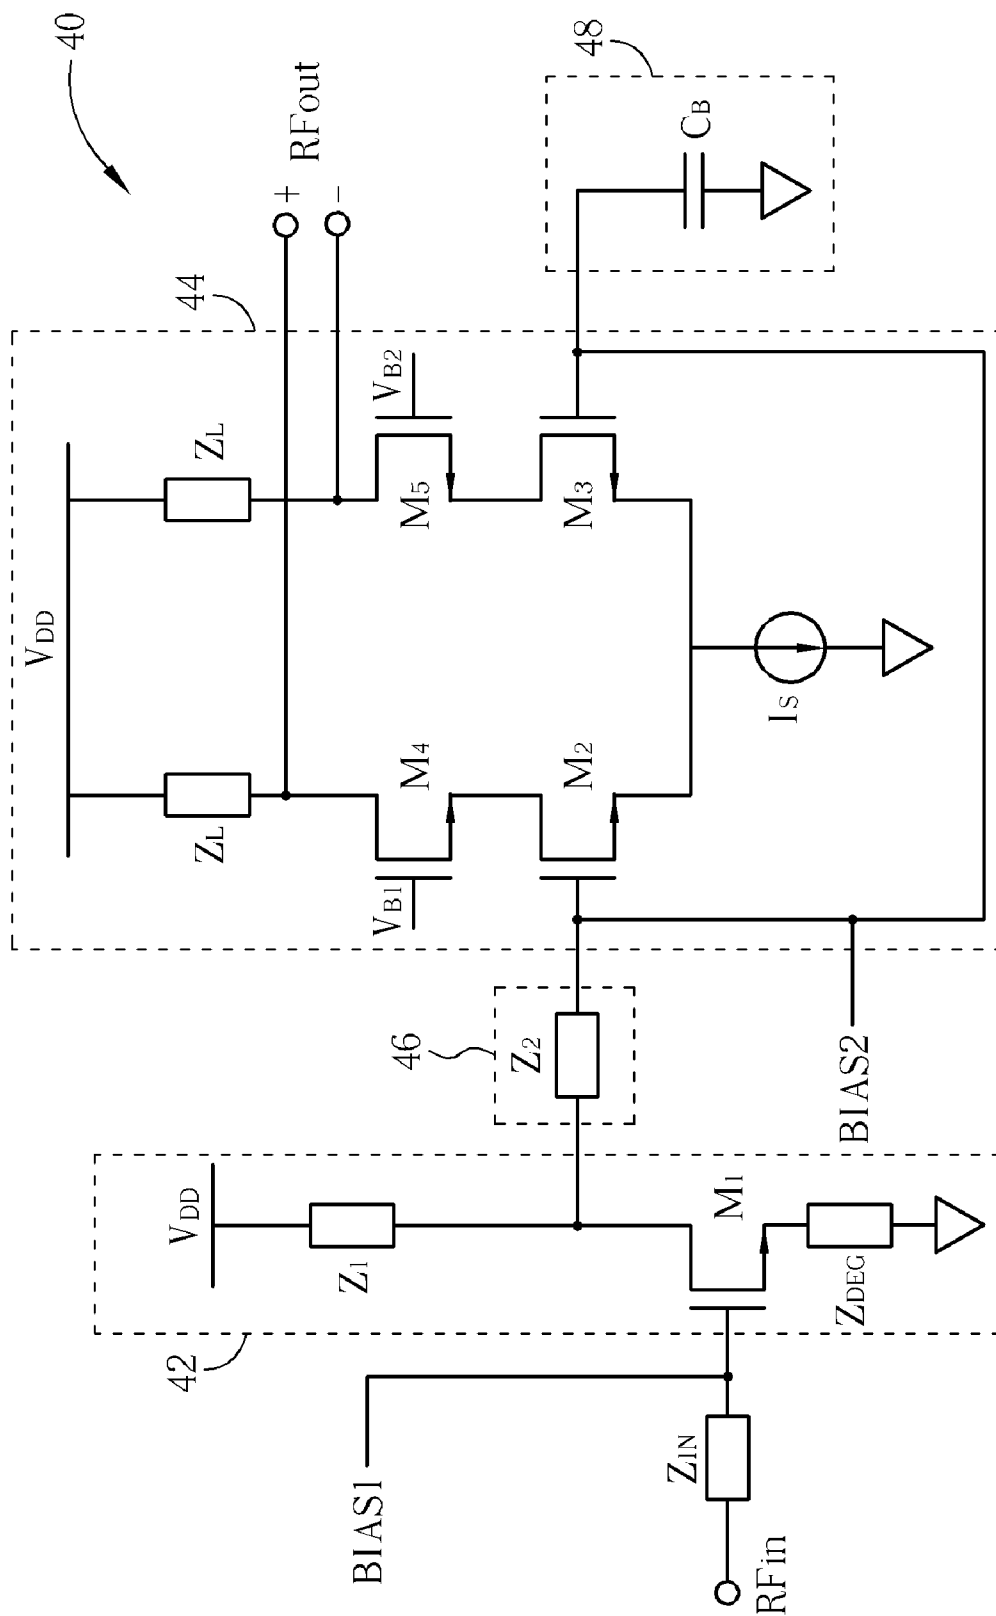 40
44
48
RFout
+
-
VDD
ZL
ZL
VB1
VB2
M4
M5
M2
M3
IS
CB
46
Z2
BIAS2
42
VDD
Z1
M1
ZDEG
BIAS1
ZIN
RFin